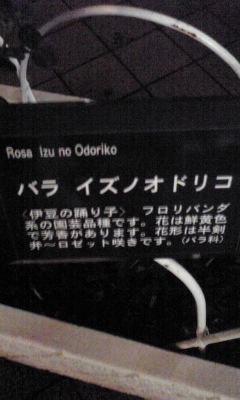 Rosa Izu no Odoriko
バラ イズノオドリコ
〈伊豆の踊り子〉 フロリバンダ
系の園芸品種です。花は鮮黄色
で芳香があります。花形は半剣
弁〜ロゼット咲きです。(バラ科)